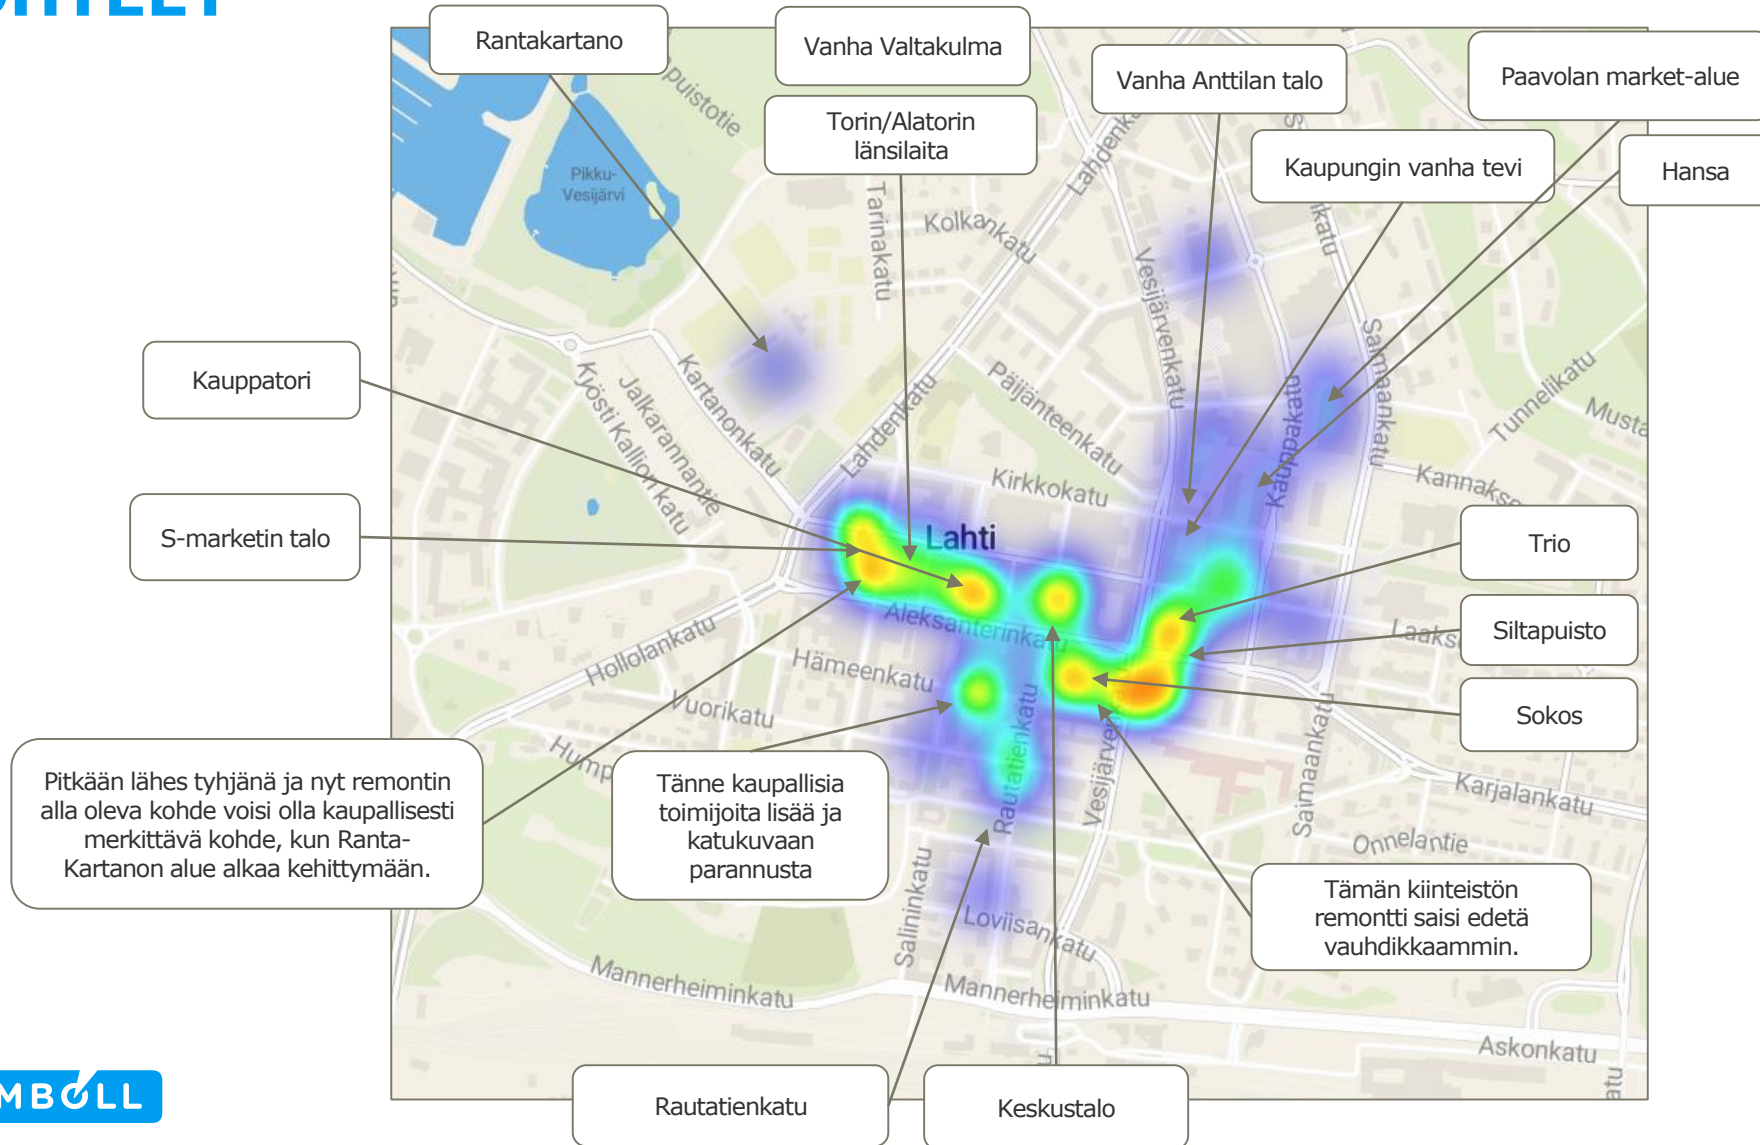 Rantakartano
Vanha Valtakulma
Vanha Anttilan talo
Paavolan market-alue
Torin/Alatorin
länsilaita
Kaupungin vanha tevi
Hansa
Kauppatori
S-marketin talo
Trio
Siltapuisto
Sokos
Pitkään lähes tyhjänä ja nyt remontin
alla oleva kohde voisi olla kaupallisesti
merkittävä kohde, kun Ranta-
Kartanon alue alkaa kehittymään.
Tänne kaupallisia
toimijoita lisää ja
katukuvaan
parannusta
Tämän kiinteistön
remontti saisi edetä
vauhdikkaammin.
Rautatienkatu
Keskustalo
puistotie
Pikku-
Vesijärvi
Tarinakatu
Kolkankatu
Lahdenkatu
Vesijärvenkatu
Saimaankatu
Tunnelikatu
Kyösti Kallion katu
Jalkarannantie
Kartanonkatu
Lahdenkatu
Päijänteenkatu
Kirkkokatu
Kauppakatu
Lahti
Aleksanterinkatu
Hollolankatu
Hämeenkatu
Vuorikatu
Rautatienkatu
Saimaankatu
Karjalankatu
Onnelantie
Salininkatu
Loviisankatu
Mannerheiminkatu
Mannerheiminkatu
Askonkatu